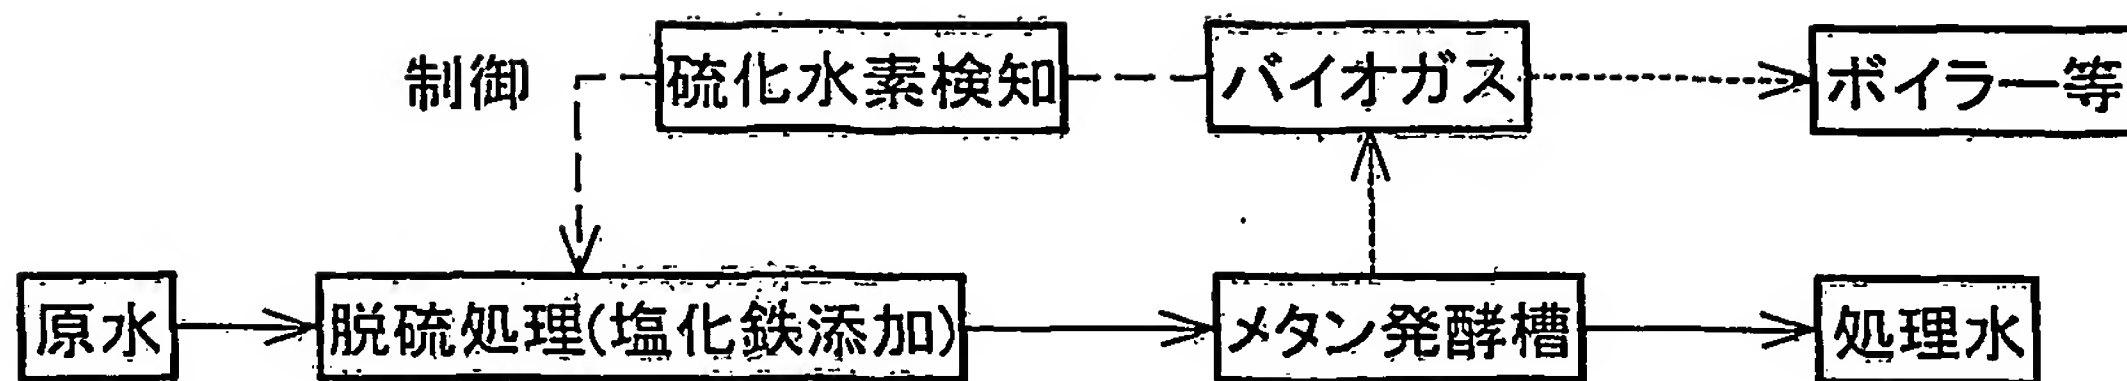 制御
硫化水素検知
バイオガス
ボイラー等
原水
脱硫処理(塩化鉄添加)
メタン発酵槽
処理水